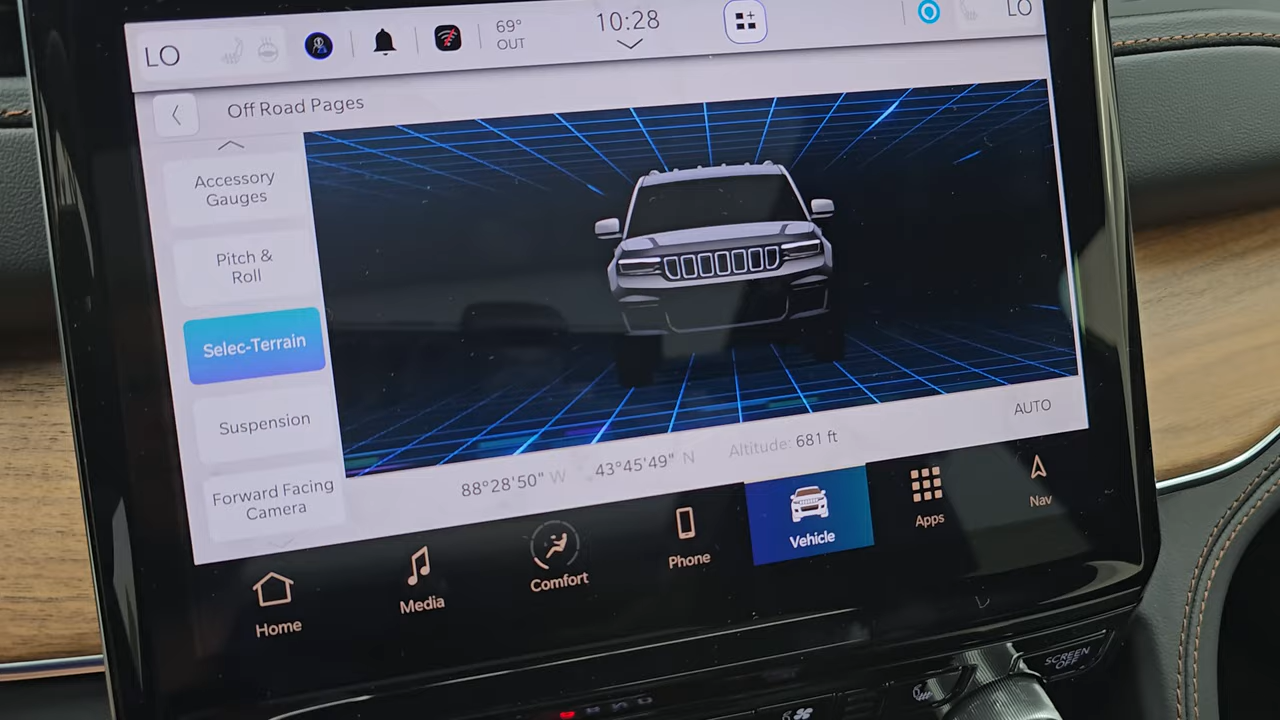 LO
69°
OUT
10:28
LO
Off Road Pages
Accessory
Gauges
Pitch &
Roll
Selec-Terrain
Suspension
Forward Facing
Camera
88°28'50" W
43°45'49" N
Altitude: 681 ft
AUTO
Home
Media
Comfort
Phone
Vehicle
Apps
Nav
SCREEN
OFF
R N D